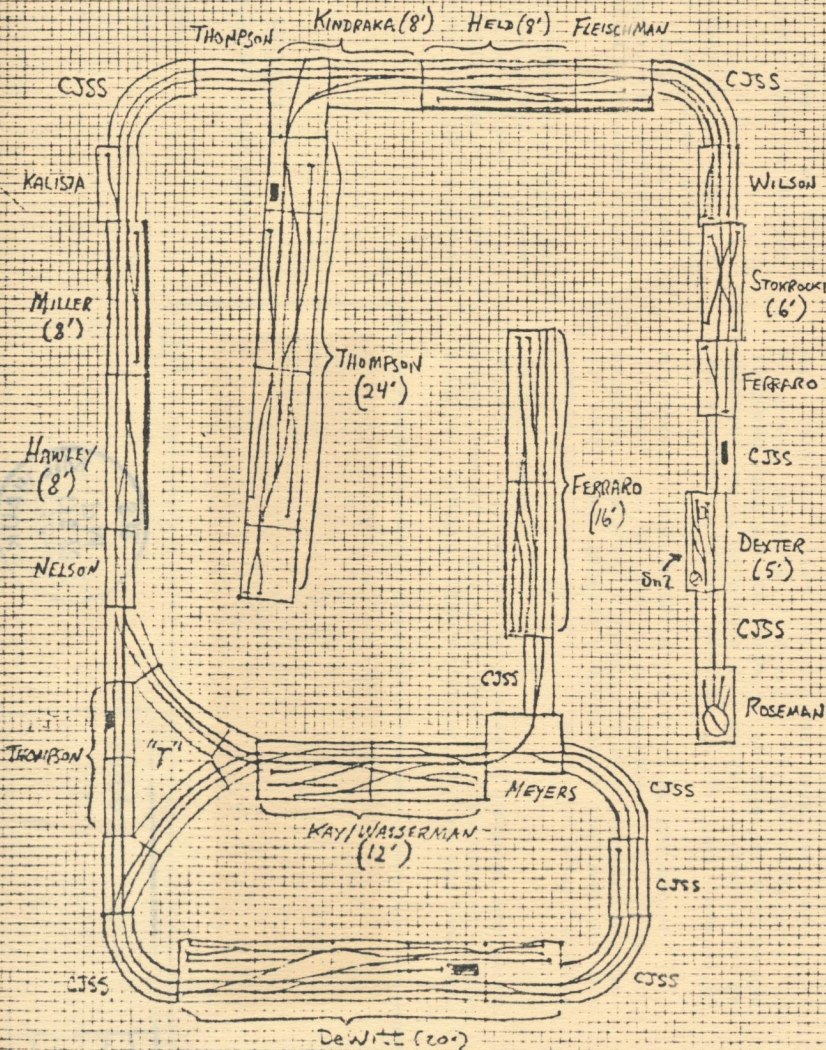 KINDRAKA (8')
HELD (8')
FLEISCHMAN
THOMPSON
CJSS
CJSS
KALISTA
WILSON
MILLER
(8')
STOKROCKI
(6')
THOMPSON
(24')
FERRARO
HAWLEY
(8')
CJSS
FERRARO
(16')
NELSON
DEXTER
(5')
Sn2
CJSS
CJSS
ROSEMAN
THOMPSON
"T"
MEYERS
CJSS
KAY/WASSERMAN
(12')
CJSS
CJSS
CJSS
DeWitt (20')